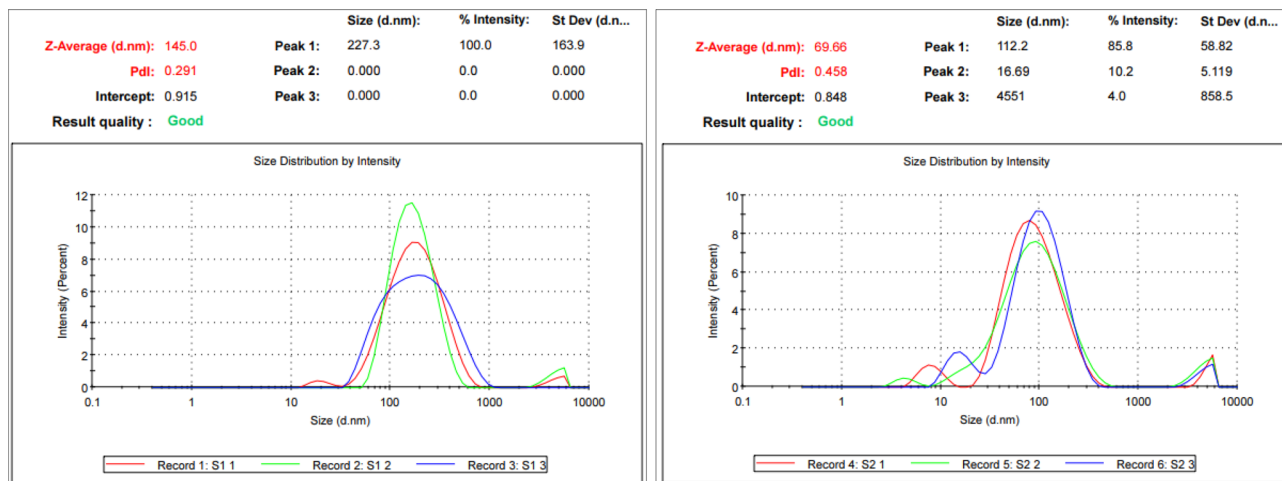 Size (d.nm): % Intensity: St Dev (d.n...
Z-Average (d.nm): 145.0 Peak 1: 227.3 100.0 163.9
PdI: 0.291 Peak 2: 0.000 0.0 0.000
Intercept: 0.915 Peak 3: 0.000 0.0 0.000
Result quality : Good
Size Distribution by Intensity
Intensity (Percent)
12
10
8
6
4
2
0
0.1 1 10 100 1000 10000
Size (d.nm)
Record 1: S1 1 Record 2: S1 2 Record 3: S1 3
Size (d.nm): % Intensity: St Dev (d.n...
Z-Average (d.nm): 69.66 Peak 1: 112.2 85.8 58.82
PdI: 0.458 Peak 2: 16.69 10.2 5.119
Intercept: 0.848 Peak 3: 4551 4.0 858.5
Result quality : Good
Size Distribution by Intensity
Intensity (Percent)
10
8
6
4
2
0
0.1 1 10 100 1000 10000
Size (d.nm)
Record 4: S2 1 Record 5: S2 2 Record 6: S2 3